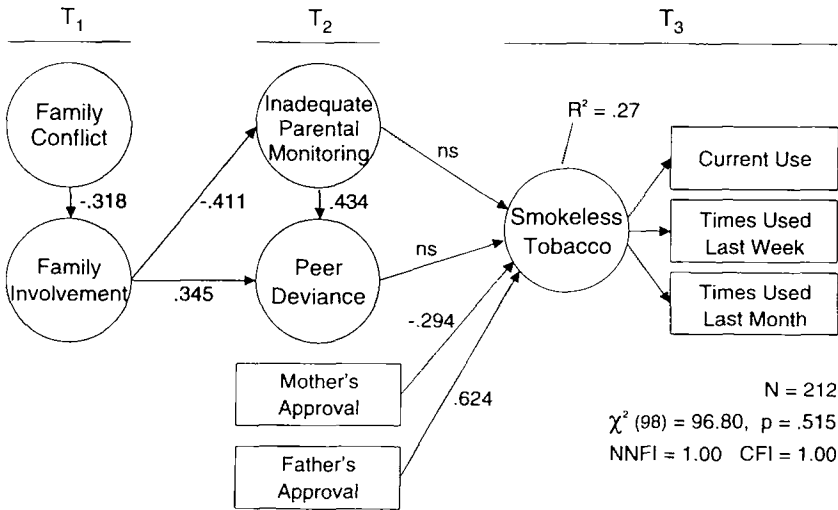 T₁ T₂ T₃
Family
Conflict
Inadequate
Parental
Monitoring
R² = .27
ns
Current Use
-.318
-.411
.434
Smokeless
Tobacco
Times Used
Last Week
Family
Involvement
.345
Peer
Deviance
ns
Times Used
Last Month
-.294
Mother's
Approval
.624
Father's
Approval
N = 212
χ² (98) = 96.80, p = .515
NNFI = 1.00 CFI = 1.00